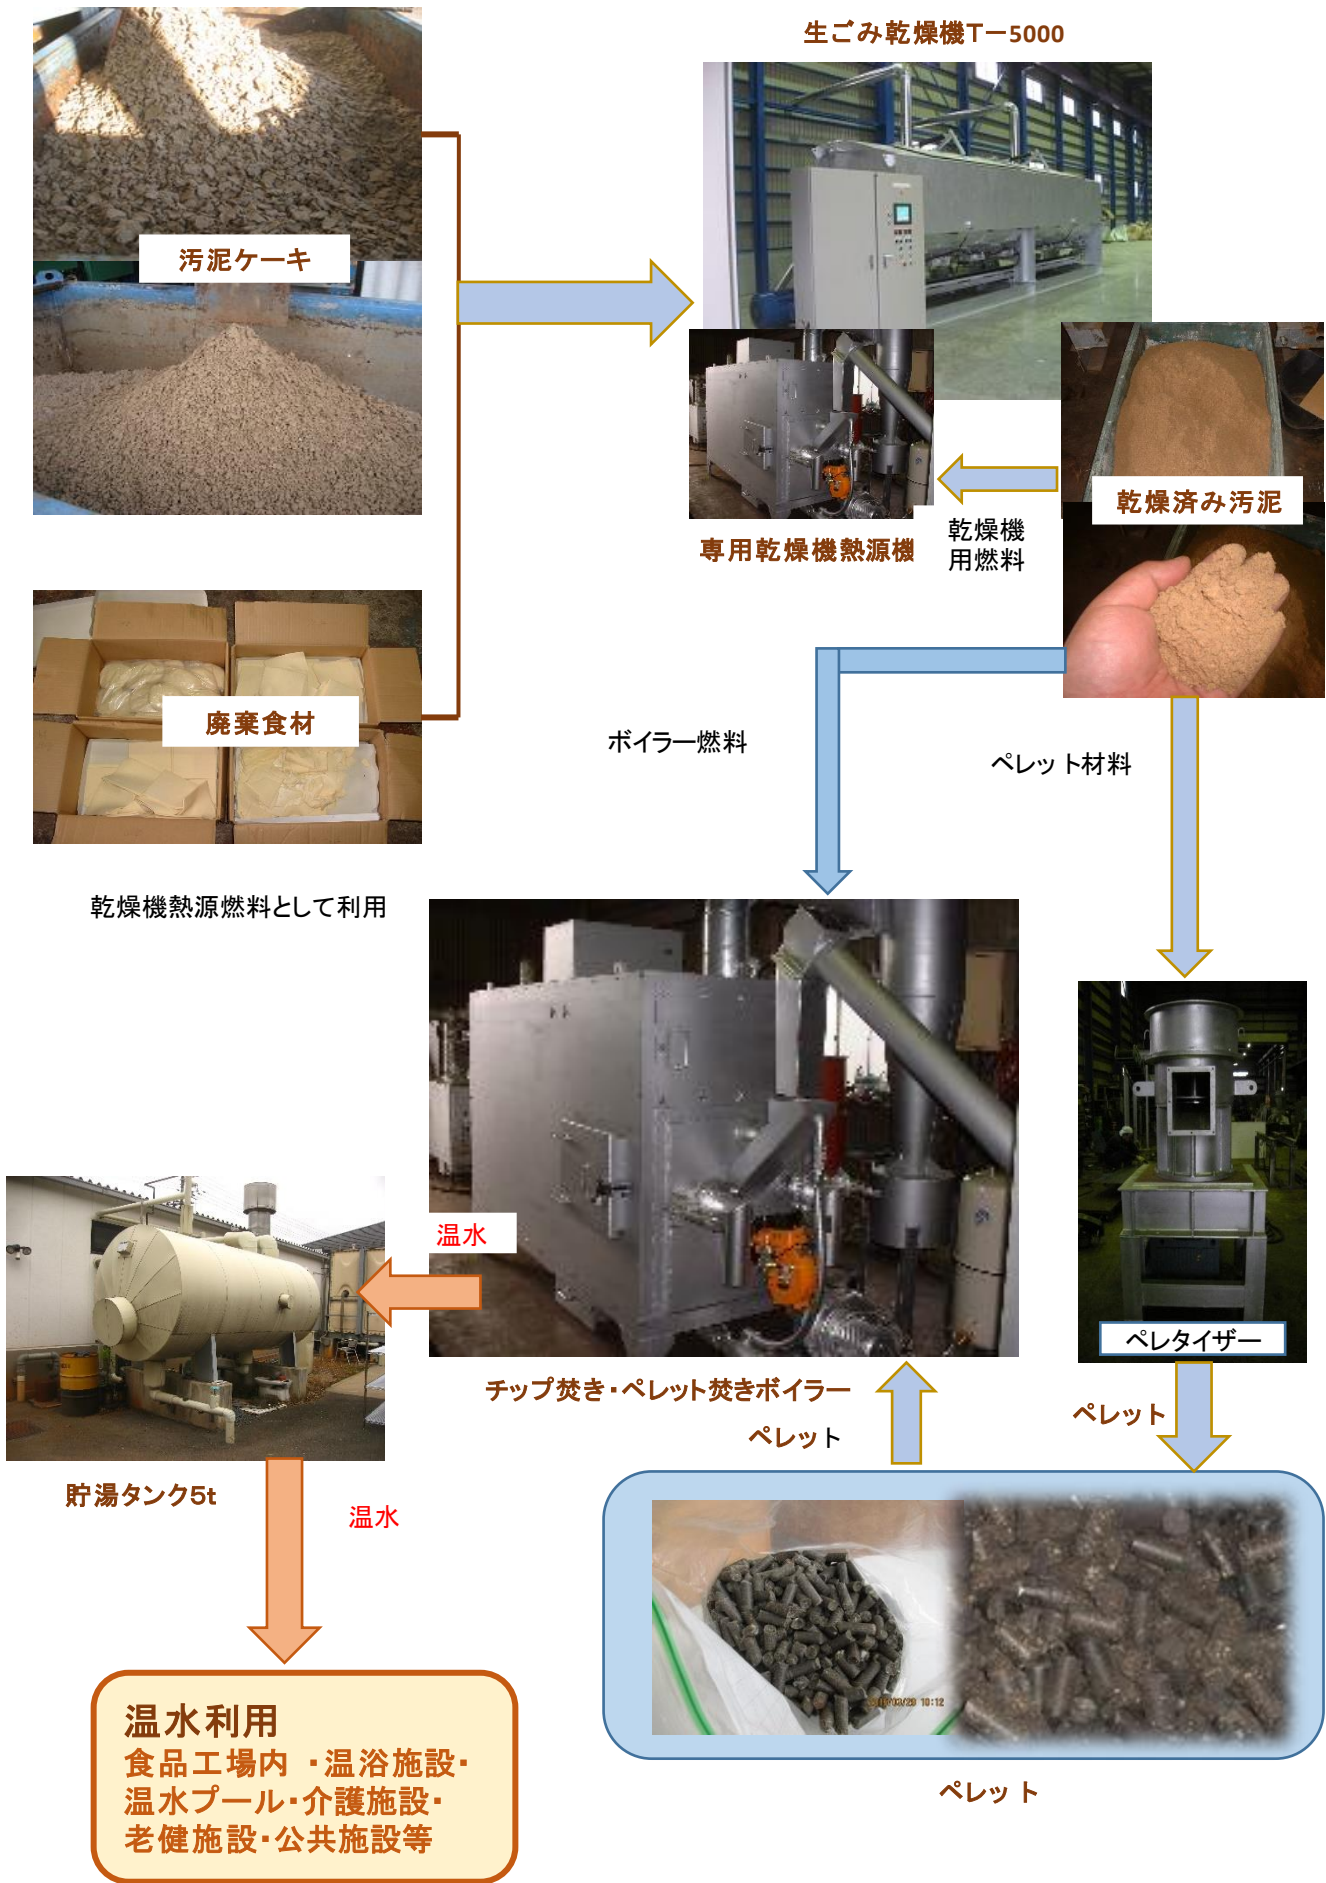 生ごみ乾燥機Tー5000
汚泥ケーキ
乾燥済み汚泥
乾燥機
用燃料
専用乾燥機熱源機
廃棄食材
ボイラー燃料
ペレット材料
乾燥機熱源燃料として利用
温水
ペレタイザー
チップ焚き・ペレット焚きボイラー
ペレット
ペレット
貯湯タンク5t
温水
10:12
温水利用
食品工場内 ・温浴施設・
温水プール・介護施設・
老健施設・公共施設等
ペレット